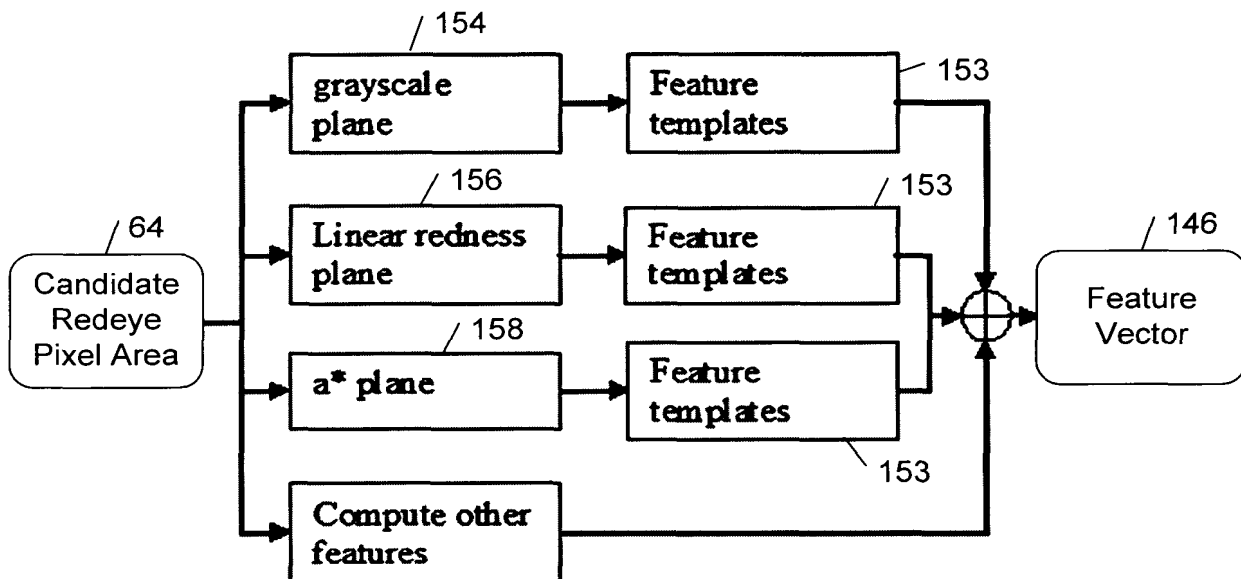 154
grayscale
plane
153
Feature
templates
156
Linear redness
plane
153
Feature
templates
64
Candidate
Redeye
Pixel Area
146
Feature
Vector
158
a* plane
Feature
templates
153
Compute other
features